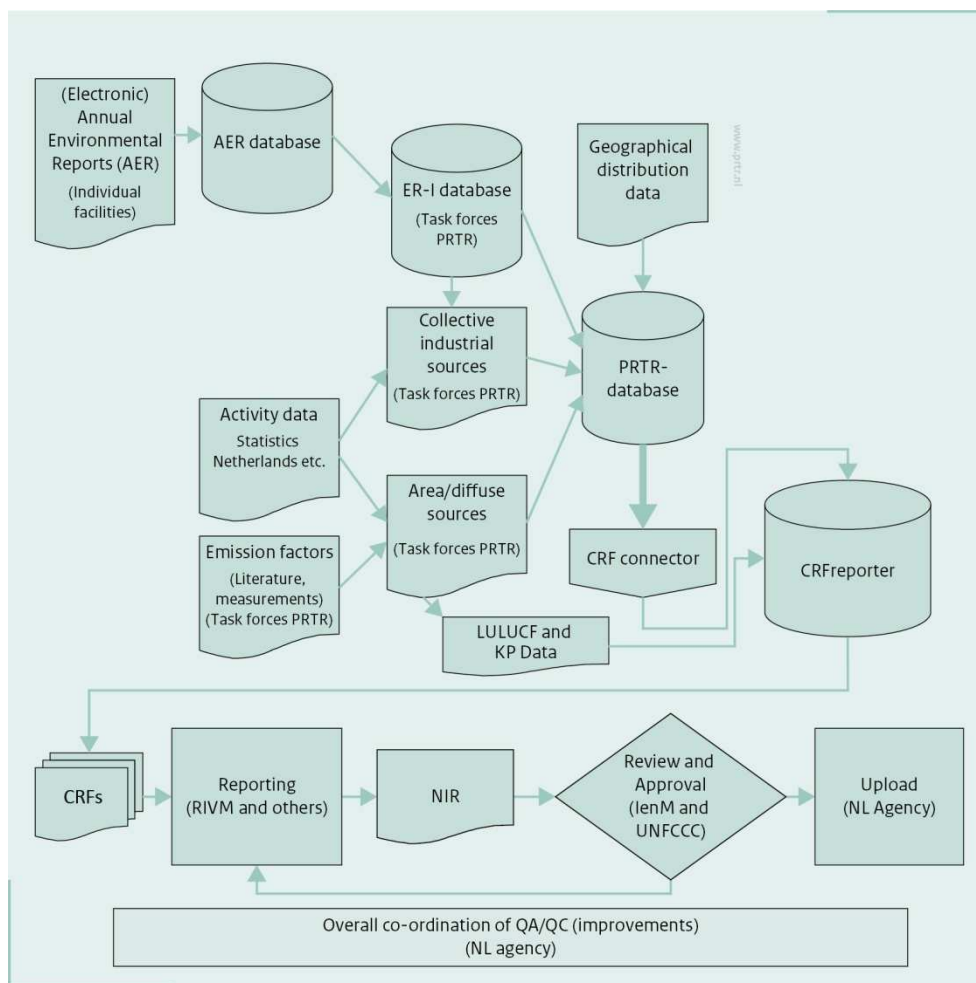 (Electronic)
Annual
Environmental
Reports (AER)
(Individual
facilities)
AER database
ER-I database
(Task forces
PRTR)
Geographical
distribution
data
www.prtr.nl
Collective
industrial
sources
(Task forces PRTR)
PRTR-
database
Activity data
Statistics
Netherlands etc.
Area/diffuse
sources
(Task forces PRTR)
Emission factors
(Literature,
measurements)
(Task forces PRTR)
CRF connector
CRFreporter
LULUCF and
KP Data
CRFs
Reporting
(RIVM and others)
NIR
Review and
Approval
(IenM and
UNFCCC)
Upload
(NL Agency)
Overall co-ordination of QA/QC (improvements)
(NL agency)